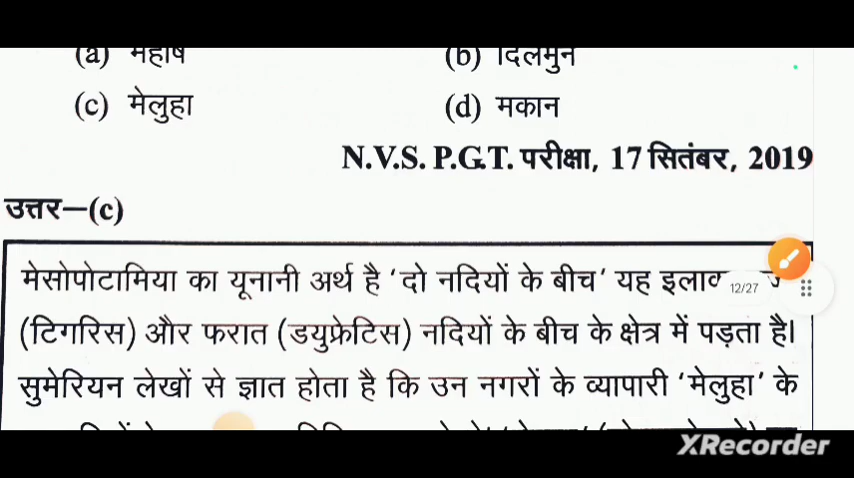 (a) महीष (b) दिलमुन
(c) मेलुहा (d) मकान
N.V.S. P.G.T. परीक्षा, 17 सितंबर, 2019
उत्तर—(c)
मेसोपोटामिया का यूनानी अर्थ है ‘दो नदियों के बीच’ यह
12/27
(टिगरिस) और फरात (डयुफ्रेटिस) नदियों के बीच के क्षेत्र में पड़ता है।
सुमेरियन लेखों से ज्ञात होता है कि उन नगरों के व्यापारी ‘मेलुहा’ के
XRecorder